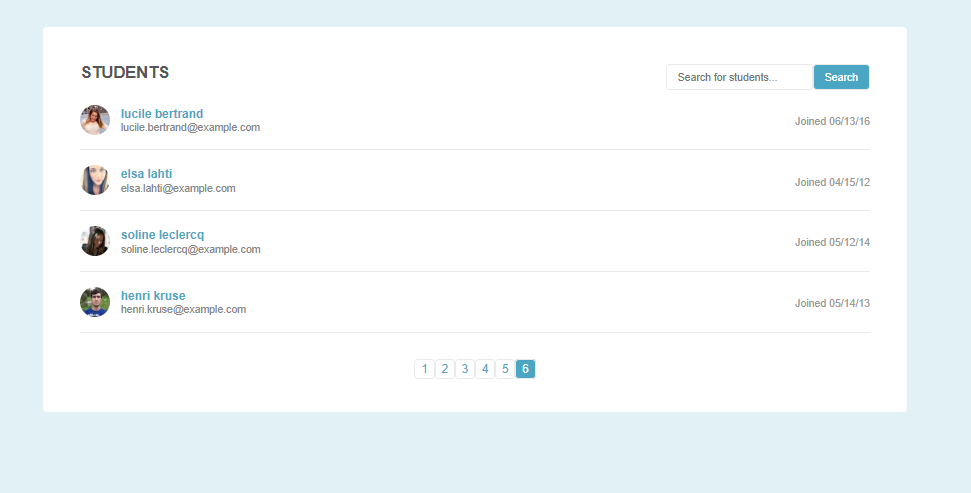 STUDENTS
Search for students...
Search
lucile bertrand
lucile.bertrand@example.com
Joined 06/13/16
elsa lahti
elsa.lahti@example.com
Joined 04/15/12
soline leclercq
soline.leclercq@example.com
Joined 05/12/14
henri kruse
henri.kruse@example.com
Joined 05/14/13
1 2 3 4 5 6